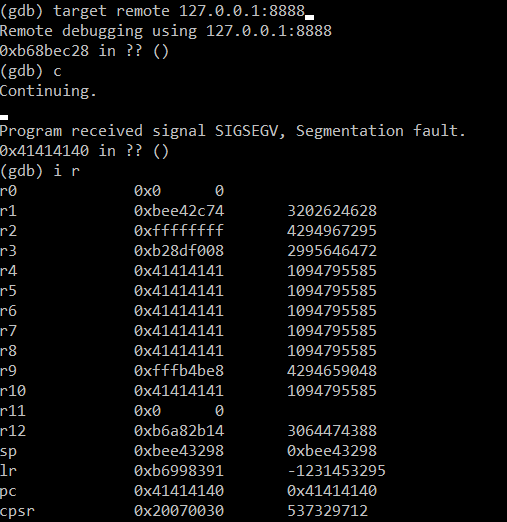 (gdb) target remote 127.0.0.1:8888
Remote debugging using 127.0.0.1:8888
0xb68bec28 in ?? ()
(gdb) c
Continuing.
Program received signal SIGSEGV, Segmentation fault.
0x41414140 in ?? ()
(gdb) i r
r0 0x0 0
r1 0xbee42c74 3202624628
r2 0xffffffff 4294967295
r3 0xb28df008 2995646472
r4 0x41414141 1094795585
r5 0x41414141 1094795585
r6 0x41414141 1094795585
r7 0x41414141 1094795585
r8 0x41414141 1094795585
r9 0xfffb4be8 4294659048
r10 0x41414141 1094795585
r11 0x0 0
r12 0xb6a82b14 3064474388
sp 0xbee43298 0xbee43298
lr 0xb6998391 -1231453295
pc 0x41414140 0x41414140
cpsr 0x20070030 537329712